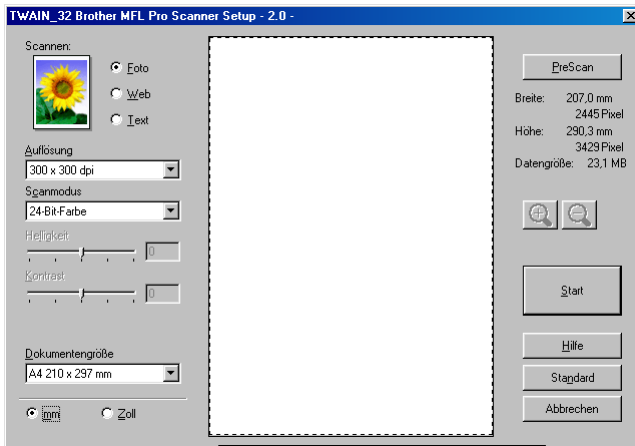 TWAIN_32 Brother MFL Pro Scanner Setup - 2.0 -
Scannen:
Foto
Web
Text
Auflösung
300 x 300 dpi
Scanmodus
24-Bit-Farbe
Helligkeit
0
Kontrast
0
Dokumentengröße
A4 210 x 297 mm
mm
Zoll
PreScan
Breite: 207,0 mm
2445 Pixel
Höhe: 290,3 mm
3429 Pixel
Datengröße: 23,1 MB
Start
Hilfe
Standard
Abbrechen